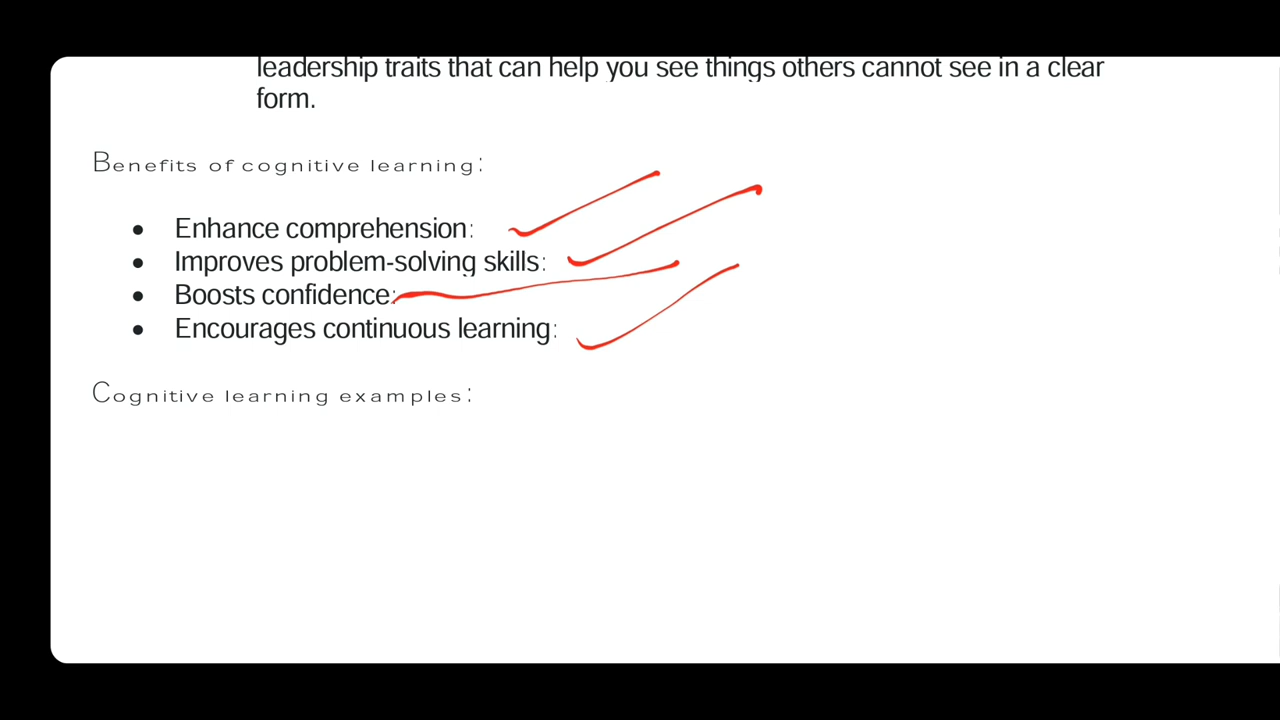 leadership traits that can help you see things others cannot see in a clear
form.
Benefits of cognitive learning:
• Enhance comprehension:
• Improves problem-solving skills:
• Boosts confidence:
• Encourages continuous learning:
Cognitive learning examples: